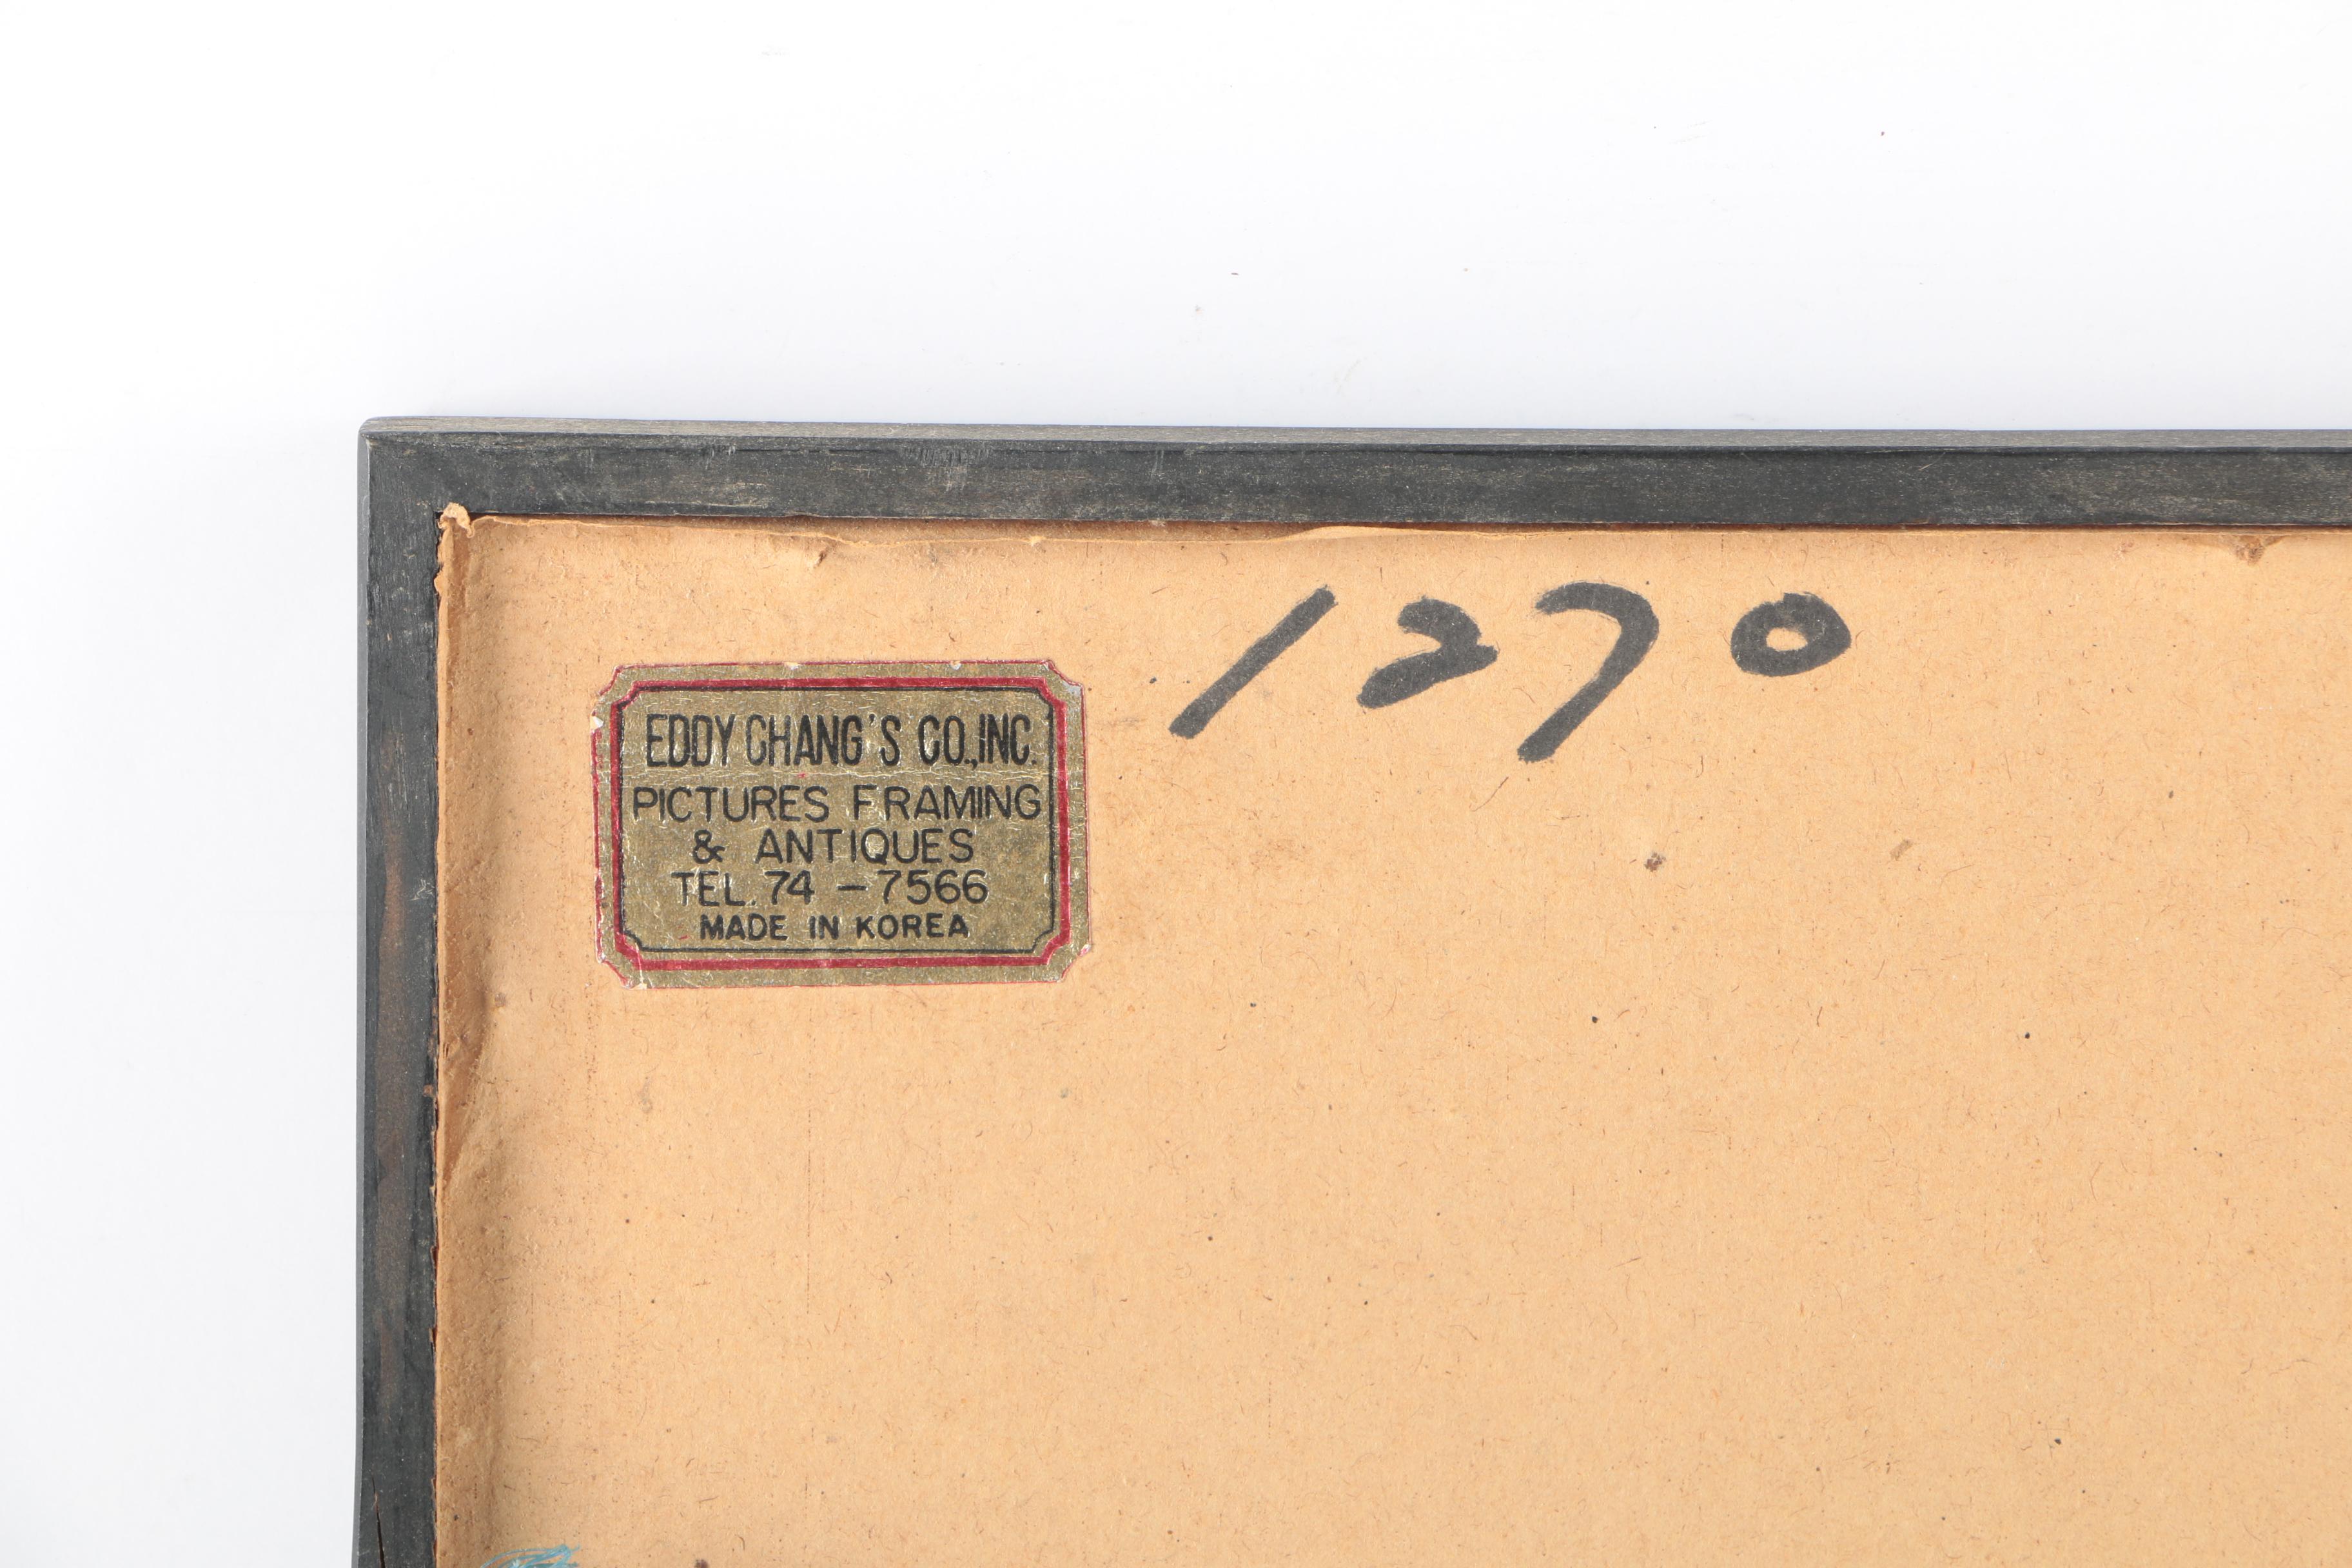 1270
EDDY CHANG'S CO.,INC.
PICTURES FRAMING
& ANTIQUES
TEL. 74 - 7566
MADE IN KOREA